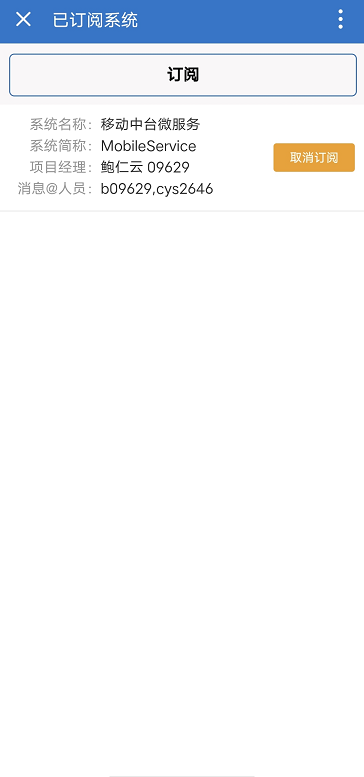 已订阅系统
订阅
系统名称：移动中台微服务
系统简称：MobileService
项目经理：鲍仁云 09629
消息@人员：b09629,cys2646
取消订阅